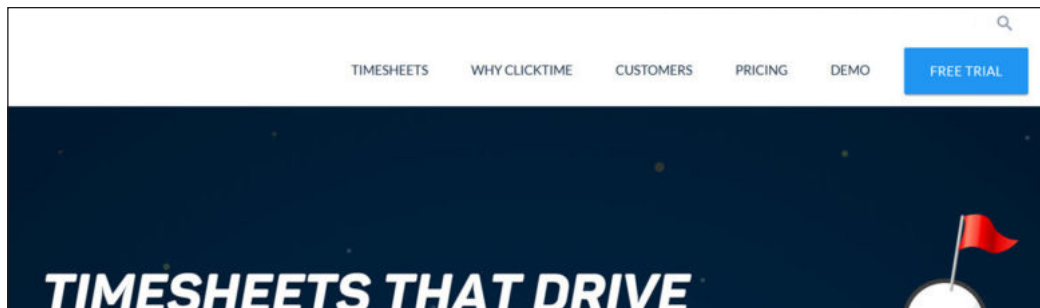 TIMESHEETS WHY CLICKTIME CUSTOMERS PRICING DEMO FREE TRIAL
TIMESHEETS THAT DRIVE